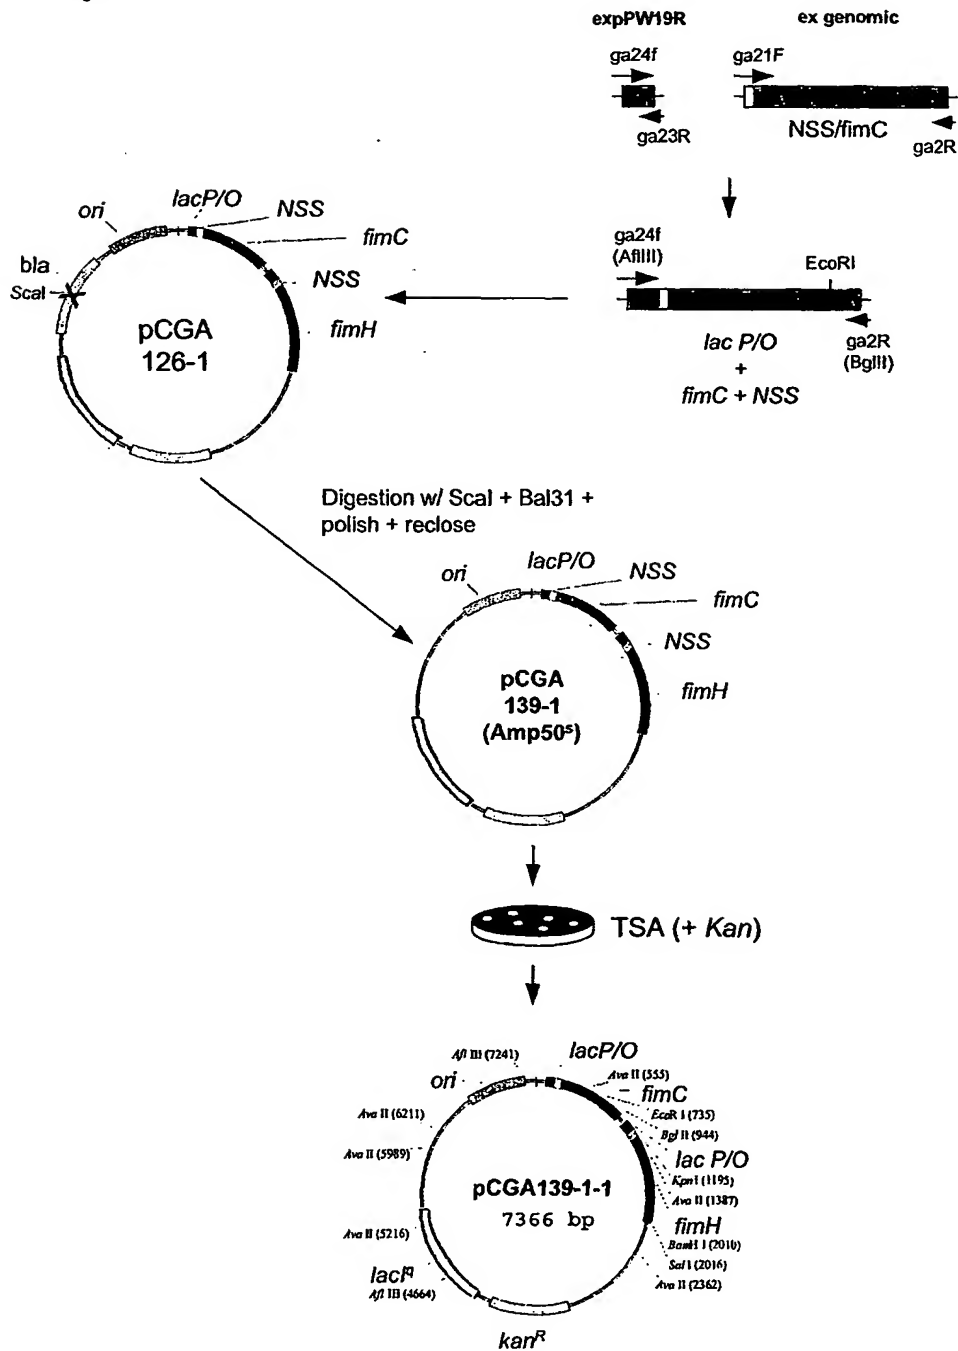 expPW19R
ex genomic
ga24f
ga21F
NSS/fimC
ga23R
ga2R
lacP/O
NSS
ori
fimC
bla
NSS
ScaI
fimH
pCGA
126-1
ga24f
(AflIII)
EcoRI
ga2R
(BglII)
lac P/O
+
fimC + NSS
Digestion w/ ScaI + Bal31 +
polish + reclose
lacP/O
NSS
ori
fimC
NSS
fimH
pCGA
139-1
(Amp50ˢ)
TSA (+ Kan)
Afl III (7241)
lacP/O
ori
Ava II (555)
fimC
EcoR I (735)
Bgl II (944)
Ava II (6211)
lac P/O
Ava II (5989)
Kpn I (1195)
Ava II (1387)
pCGA139-1-1
7366 bp
fimH
BamH I (2010)
Ava II (5216)
Sal I (2016)
Ava II (2362)
lacIq
Afl III (4664)
kanR